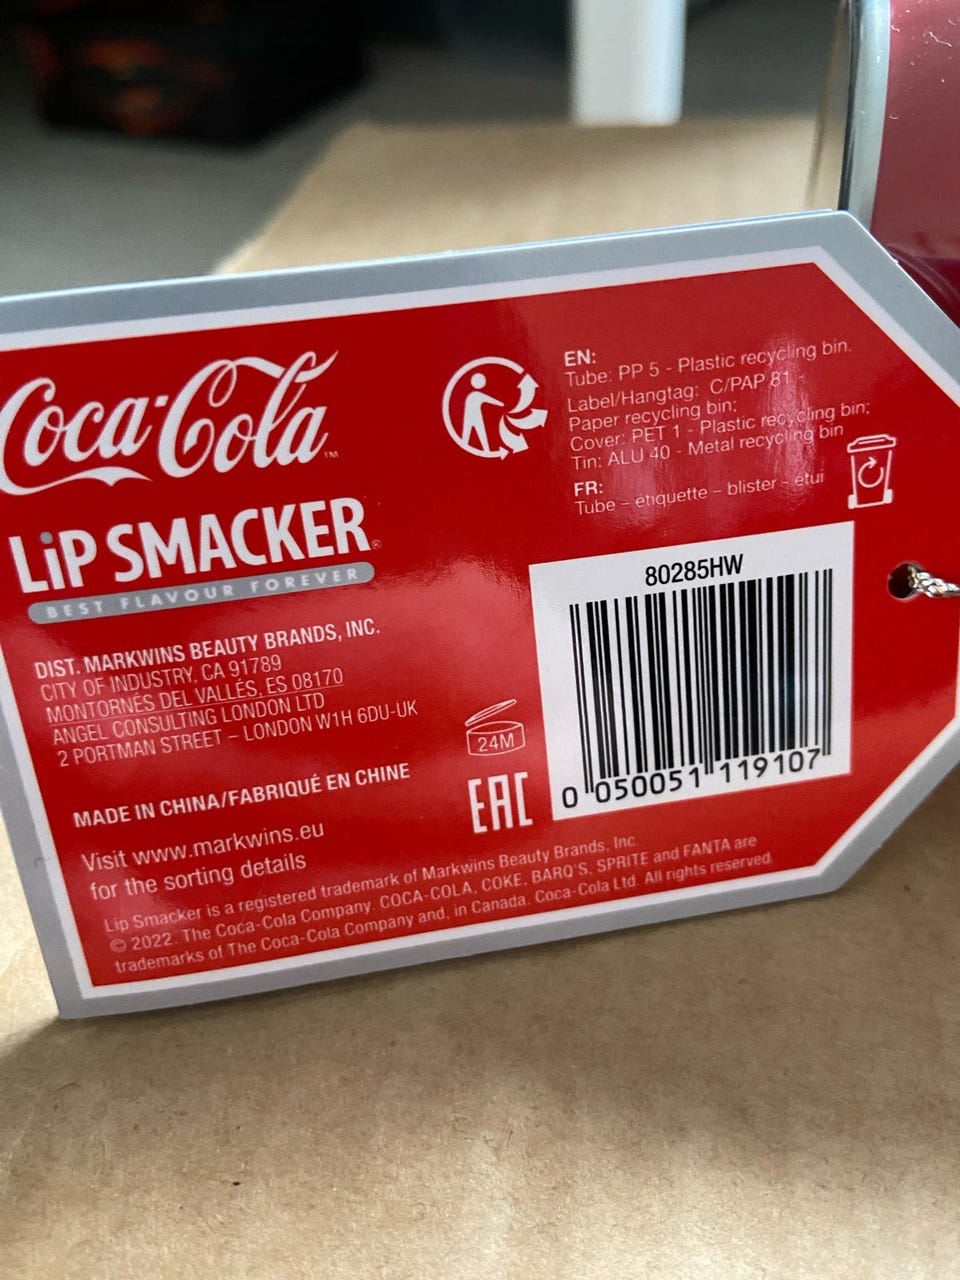 Coca-Cola™
LiP SMACKER®
BEST FLAVOUR FOREVER
DIST. MARKWINS BEAUTY BRANDS, INC.
CITY OF INDUSTRY, CA 91789
MONTORNÉS DEL VALLÉS, ES 08170
ANGEL CONSULTING LONDON LTD
2 PORTMAN STREET – LONDON W1H 6DU-UK
MADE IN CHINA/FABRIQUÉ EN CHINE
Visit www.markwins.eu
for the sorting details
EN:
Tube: PP 5 - Plastic recycling bin.
Label/Hangtag: C/PAP 81
Paper recycling bin;
Cover: PET 1 - Plastic recycling bin;
Tin: ALU 40 - Metal recycling bin
FR:
Tube – étiquette – blister – étui
80285HW
0 050051 119107
24M
EAC
Lip Smacker is a registered trademark of Markwins Beauty Brands, Inc.
© 2022. The Coca-Cola Company. COCA-COLA, COKE, BARQ'S, SPRITE and FANTA are
trademarks of The Coca-Cola Company and, in Canada, Coca-Cola Ltd. All rights reserved.